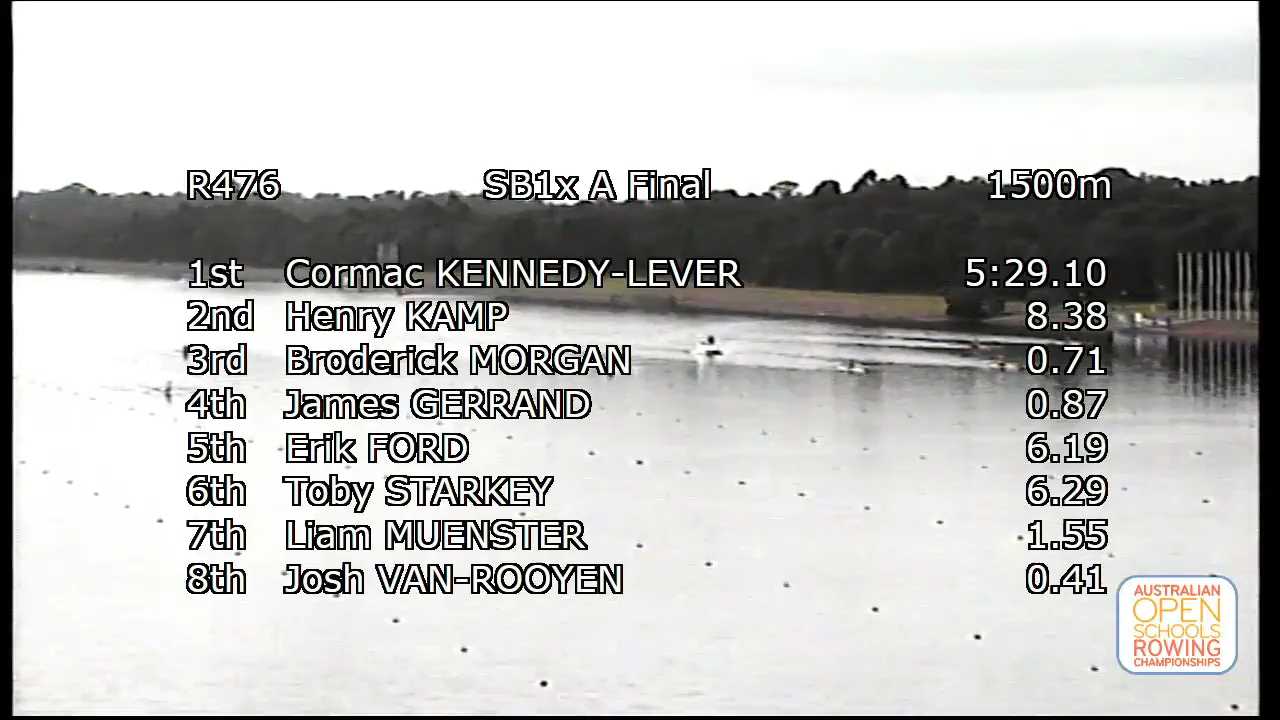 R476 SB1x A Final 1500m
1st Cormac KENNEDY-LEVER 5:29.10
2nd Henry KAMP 8.38
3rd Broderick MORGAN 0.71
4th James GERRAND 0.87
5th Erik FORD 6.19
6th Toby STARKEY 6.29
7th Liam MUENSTER 1.55
8th Josh VAN-ROOYEN 0.41
AUSTRALIAN
OPEN
SCHOOLS
ROWING
CHAMPIONSHIPS